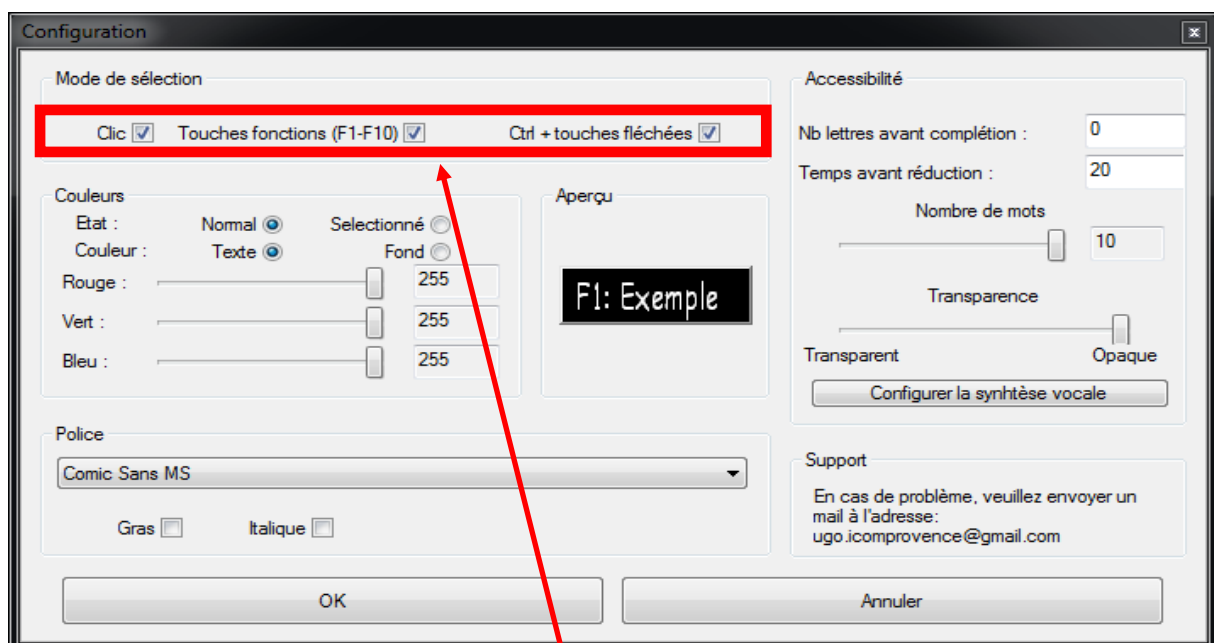 Configuration
Mode de sélection
Clic Touches fonctions (F1-F10) Ctrl + touches fléchées
Couleurs
Etat : Normal Selectionné
Couleur : Texte Fond
Rouge : 255
Vert : 255
Bleu : 255
Aperçu
F1: Exemple
Police
Comic Sans MS
Gras Italique
Accessibilité
Nb lettres avant complétion : 0
Temps avant réduction : 20
Nombre de mots
10
Transparence
Transparent Opaque
Configurer la synhtèse vocale
Support
En cas de problème, veuillez envoyer un
mail à l'adresse:
ugo.icomprovence@gmail.com
OK Annuler